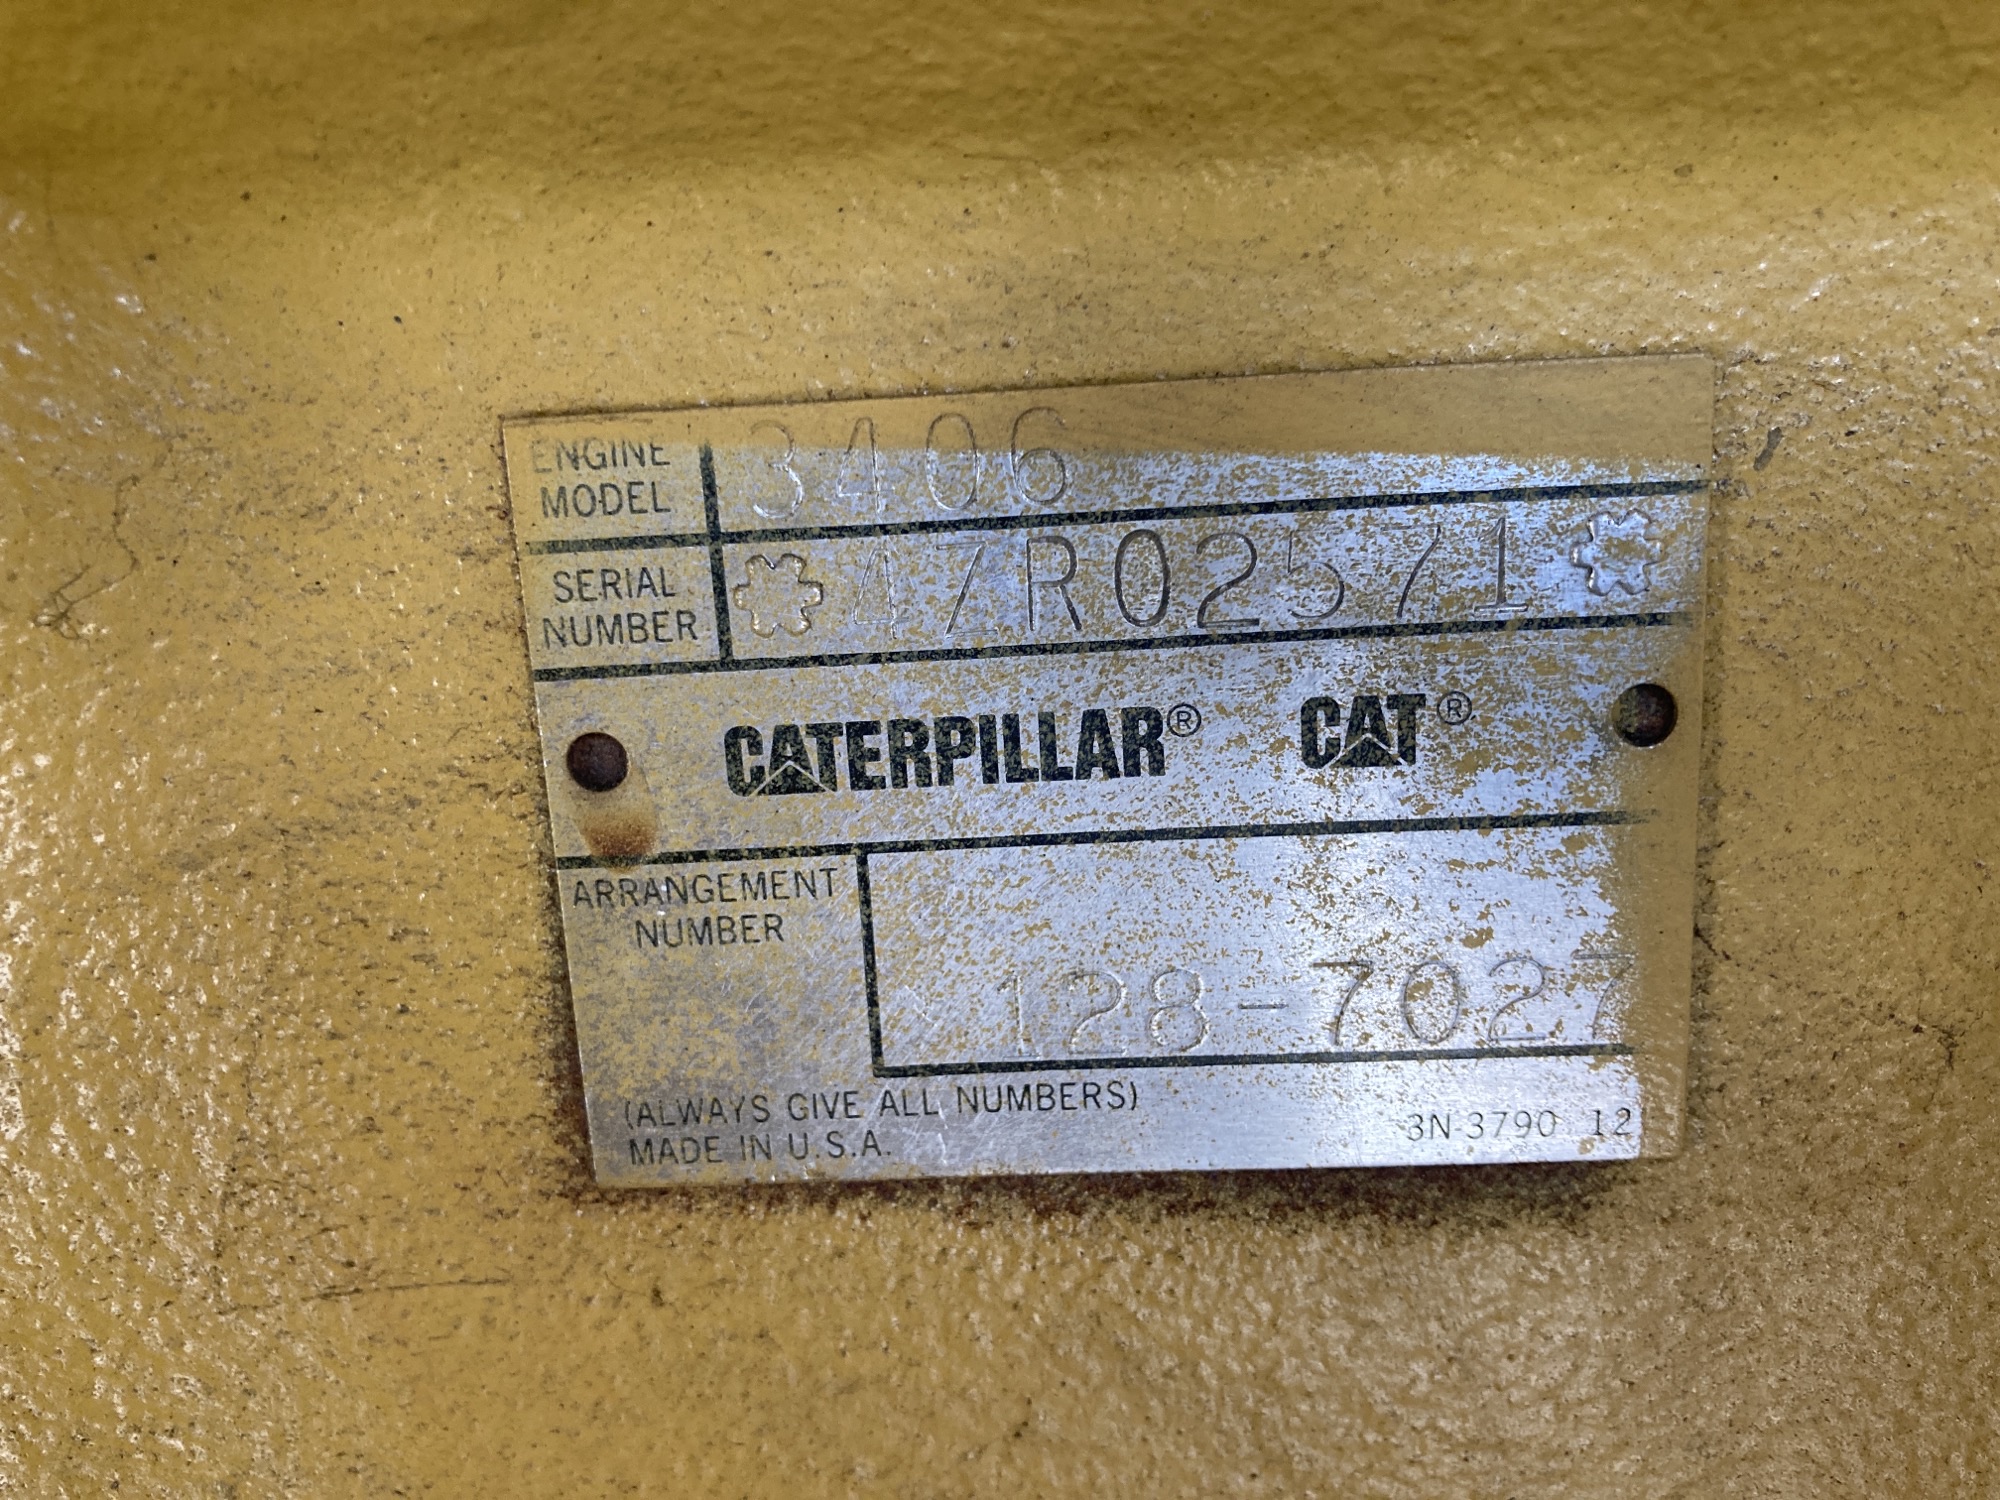 ENGINE MODEL 3406
SERIAL NUMBER 4ZR02571
CATERPILLAR® CAT®
ARRANGEMENT NUMBER 128-7027
(ALWAYS GIVE ALL NUMBERS)
MADE IN U.S.A. 3N-3790 12